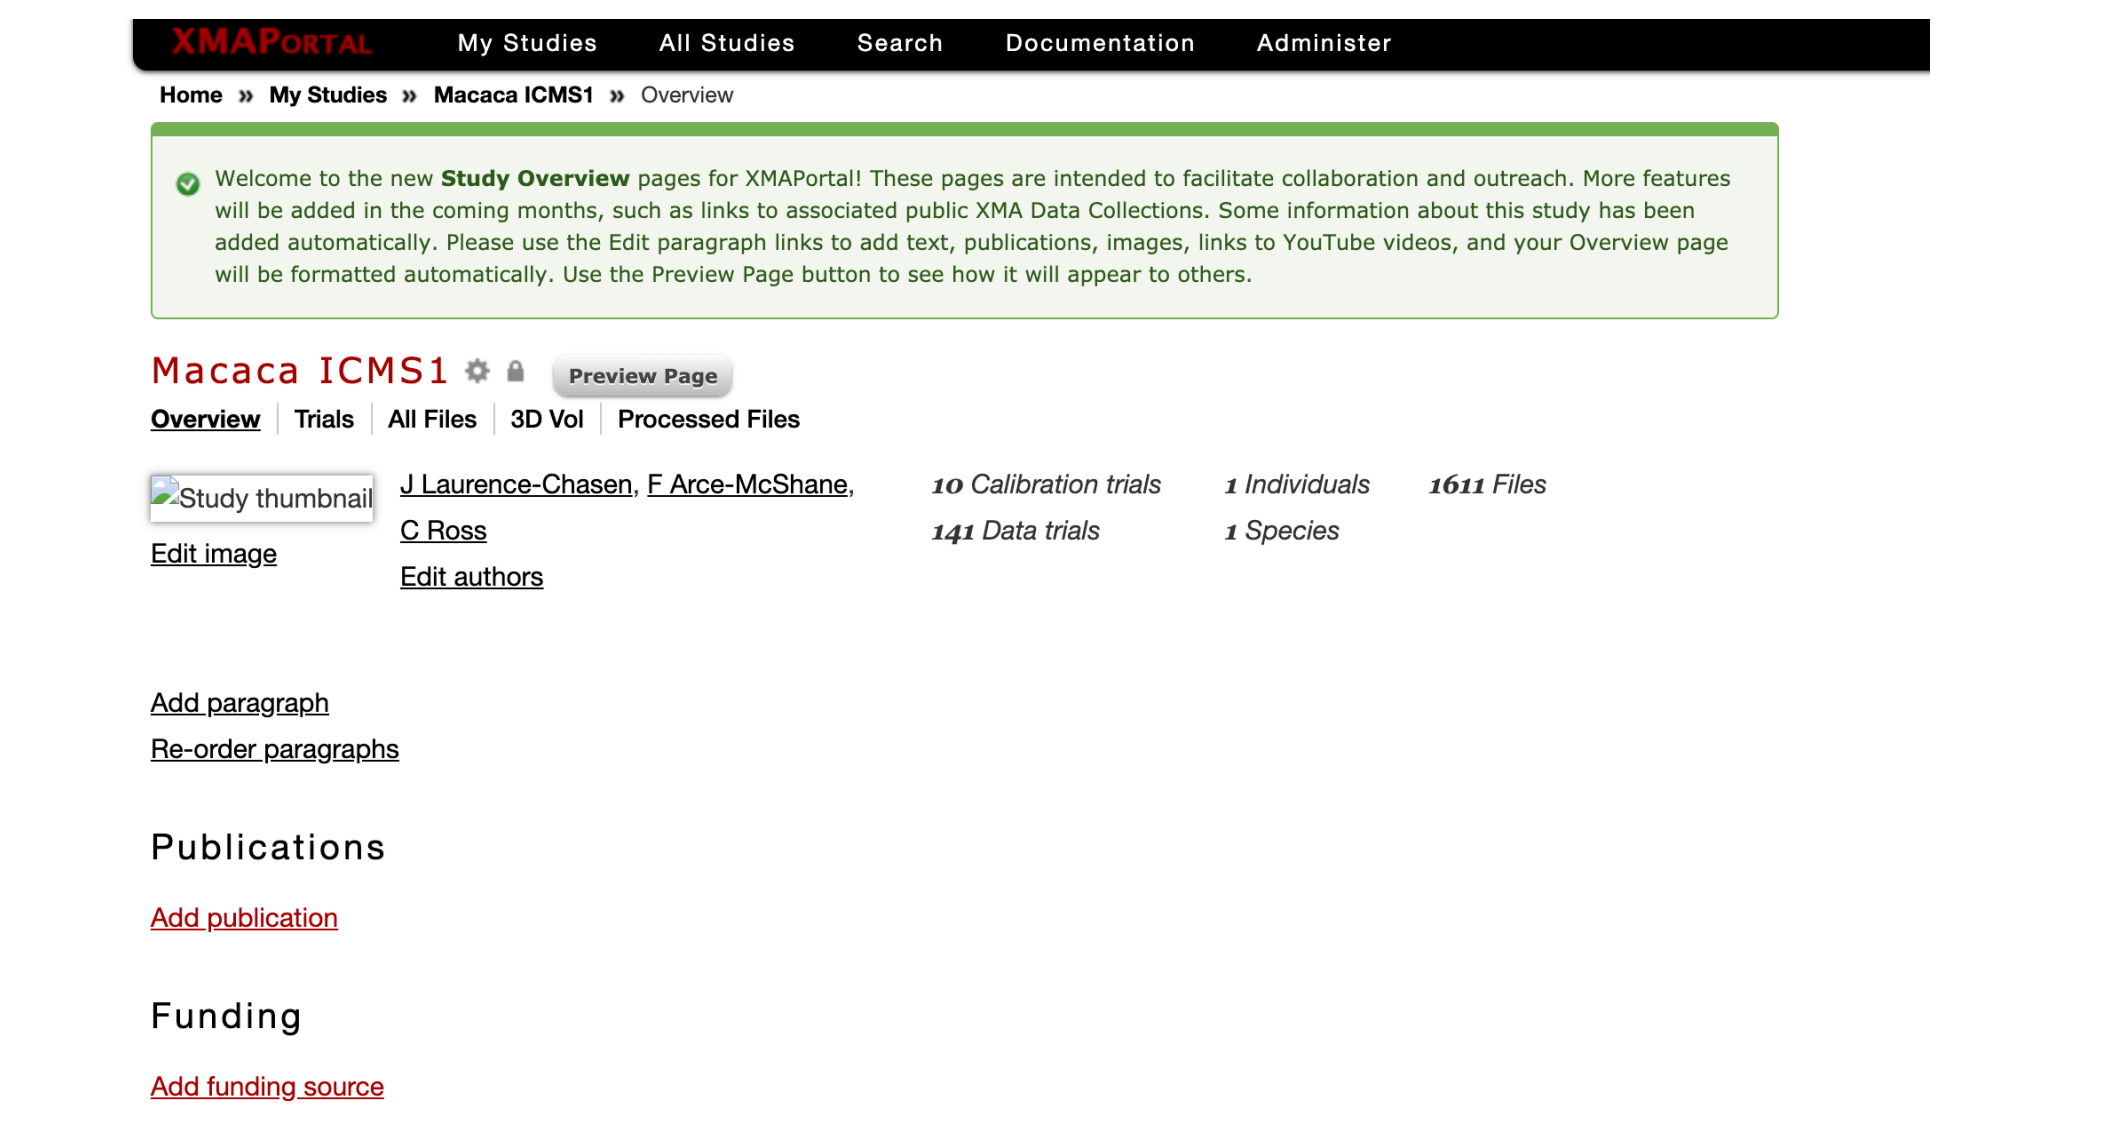 XMAPORTAL My Studies All Studies Search Documentation Administer
Home » My Studies » Macaca ICMS1 » Overview
Welcome to the new Study Overview pages for XMAPortal! These pages are intended to facilitate collaboration and outreach. More features
will be added in the coming months, such as links to associated public XMA Data Collections. Some information about this study has been
added automatically. Please use the Edit paragraph links to add text, publications, images, links to YouTube videos, and your Overview page
will be formatted automatically. Use the Preview Page button to see how it will appear to others.
Macaca ICMS1 Preview Page
Overview Trials All Files 3D Vol Processed Files
Study thumbnail
Edit image
J Laurence-Chasen, F Arce-McShane,
C Ross
Edit authors
10 Calibration trials
141 Data trials
1 Individuals
1 Species
1611 Files
Add paragraph
Re-order paragraphs
Publications
Add publication
Funding
Add funding source